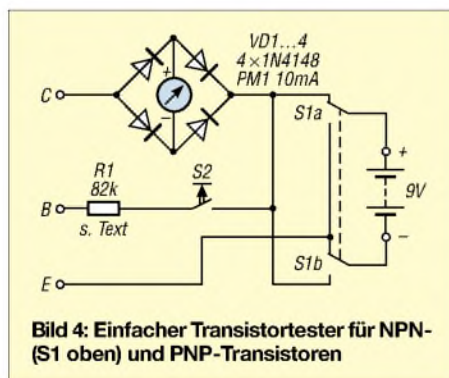 VD1...4
4×1N4148
PM1 10mA
C
+
−
S1a
R1
82k
S2
+
9V
B
s. Text
−
E
S1b
Bild 4: Einfacher Transistortester für NPN-
(S1 oben) und PNP-Transistoren